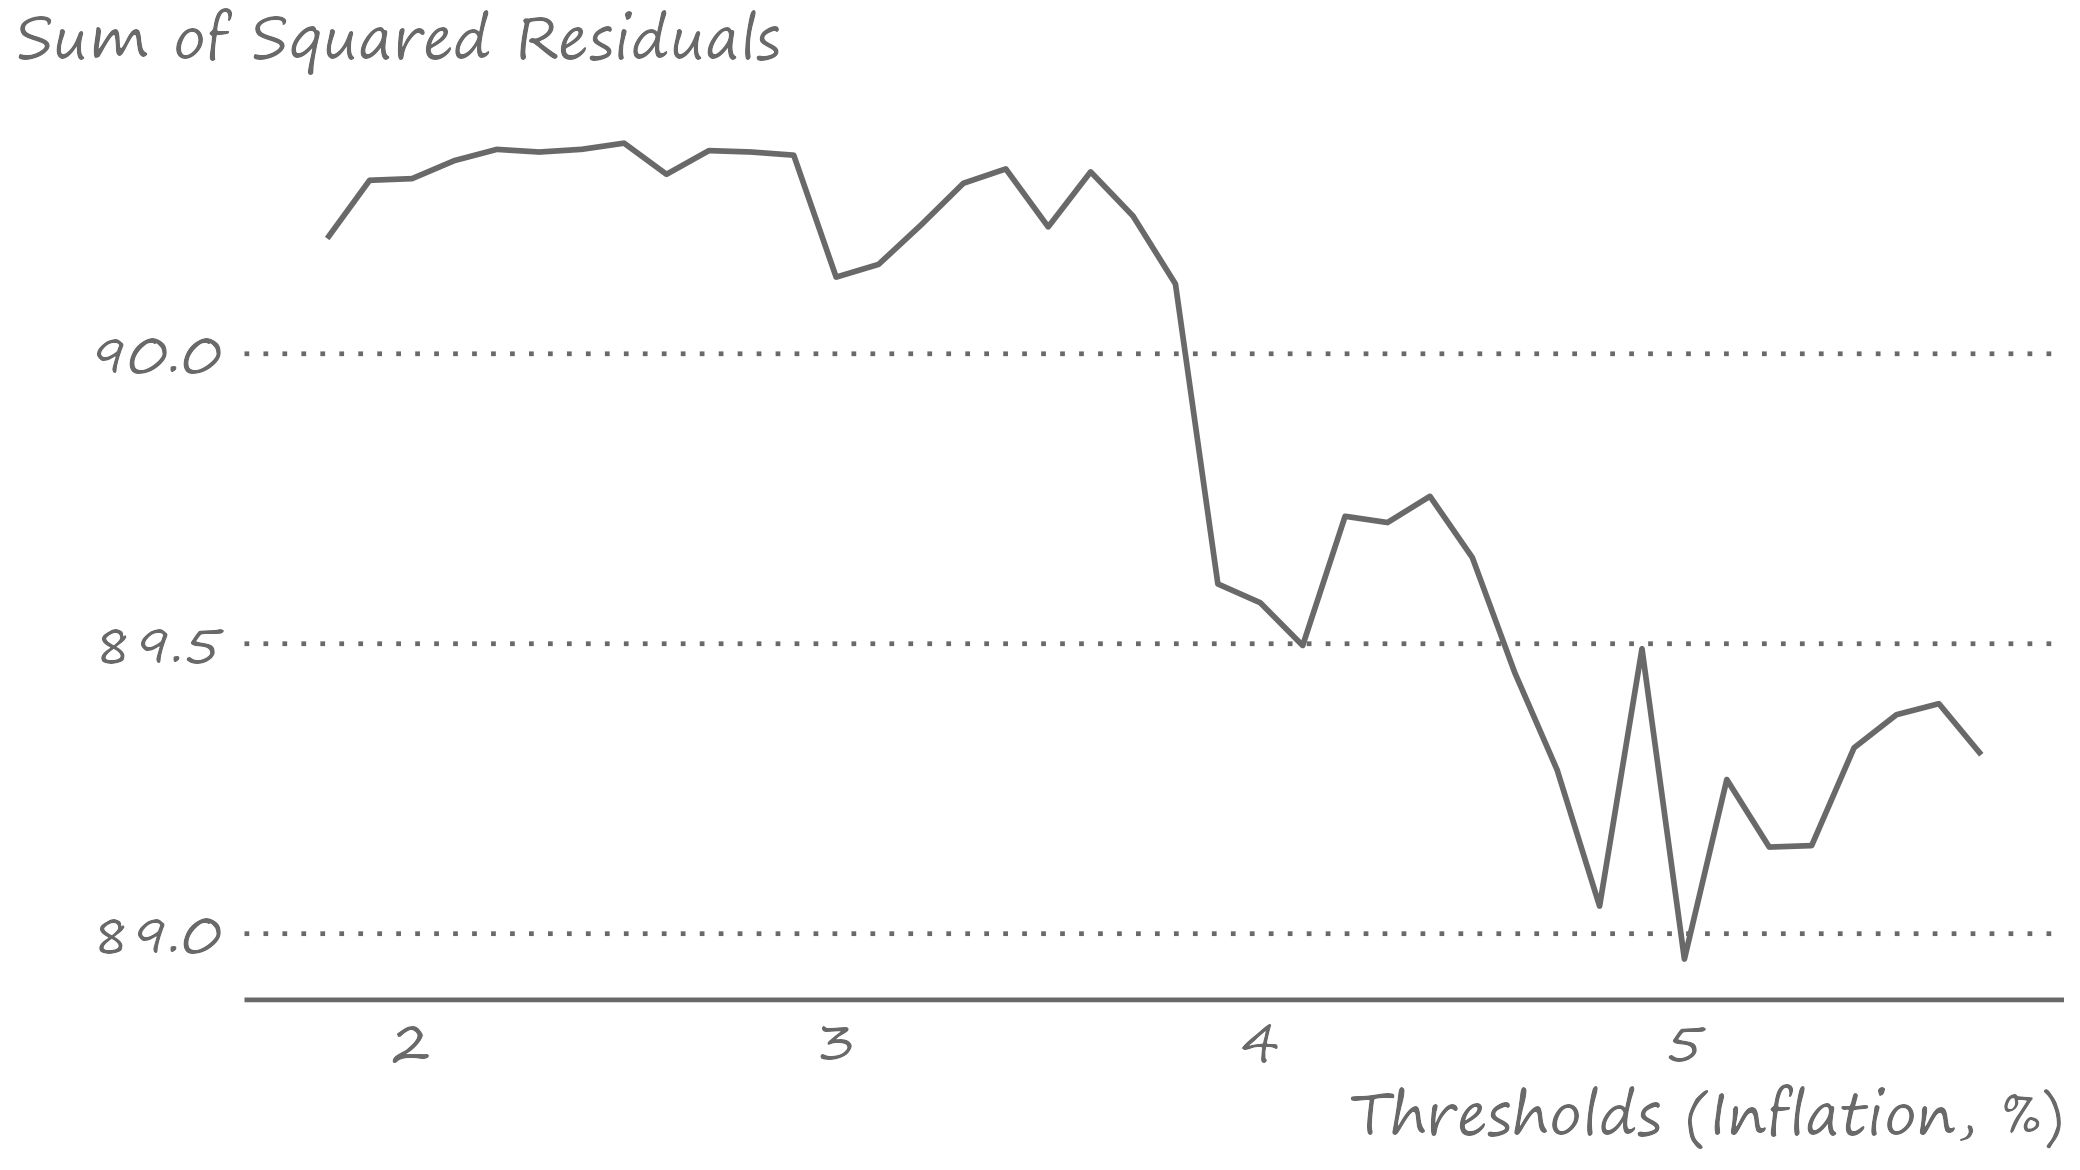 Sum of Squared Residuals
90.0
89.5
89.0
2 3 4 5
Thresholds (Inflation, %)